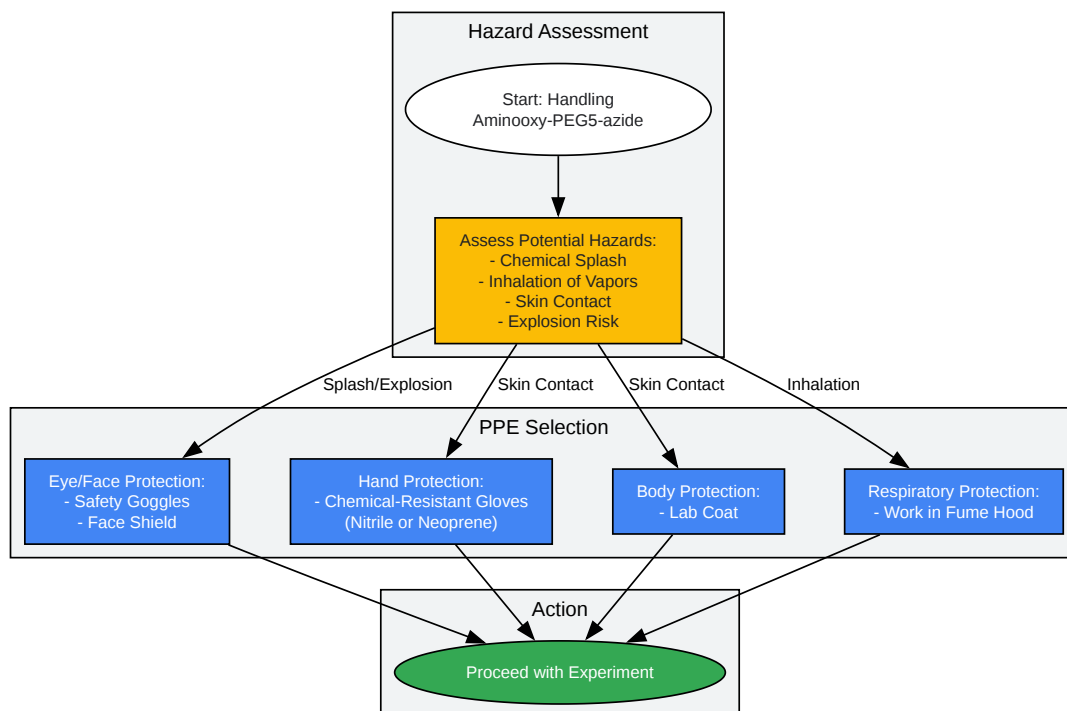 Hazard Assessment
Start: Handling
Aminooxy-PEG5-azide
Assess Potential Hazards:
- Chemical Splash
- Inhalation of Vapors
- Skin Contact
- Explosion Risk
Splash/Explosion
Skin Contact
Skin Contact
Inhalation
PPE Selection
Eye/Face Protection:
- Safety Goggles
- Face Shield
Hand Protection:
- Chemical-Resistant Gloves
(Nitrile or Neoprene)
Body Protection:
- Lab Coat
Respiratory Protection:
- Work in Fume Hood
Action
Proceed with Experiment